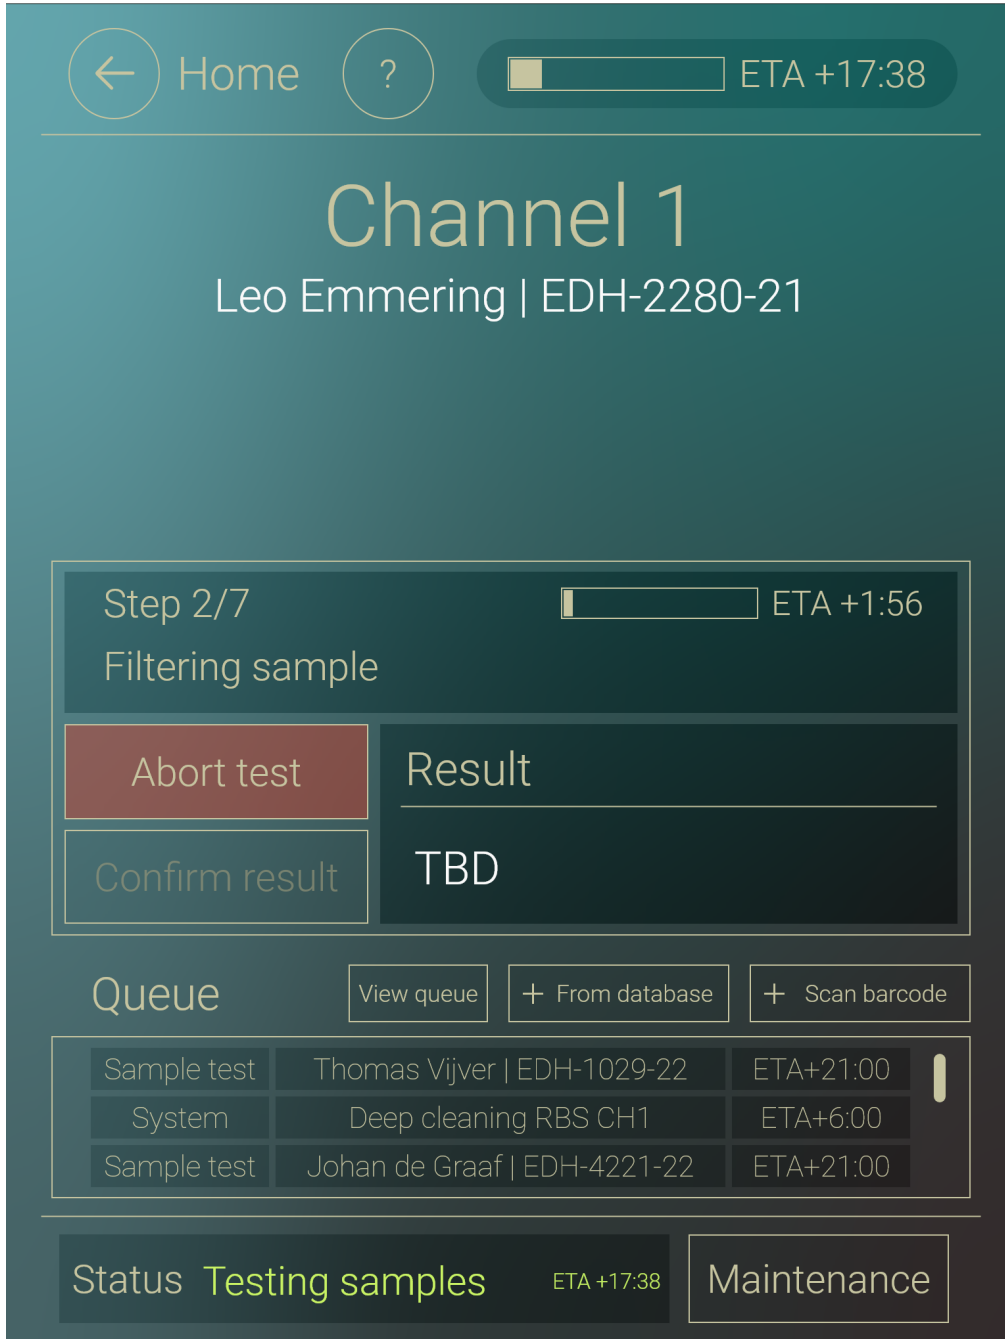 Home ? ETA +17:38
Channel 1
Leo Emmering | EDH-2280-21
Step 2/7 ETA +1:56
Filtering sample
Abort test
Confirm result
Result
TBD
Queue View queue + From database + Scan barcode
Sample test Thomas Vijver | EDH-1029-22 ETA+21:00
System Deep cleaning RBS CH1 ETA+6:00
Sample test Johan de Graaf | EDH-4221-22 ETA+21:00
Status Testing samples ETA +17:38 Maintenance